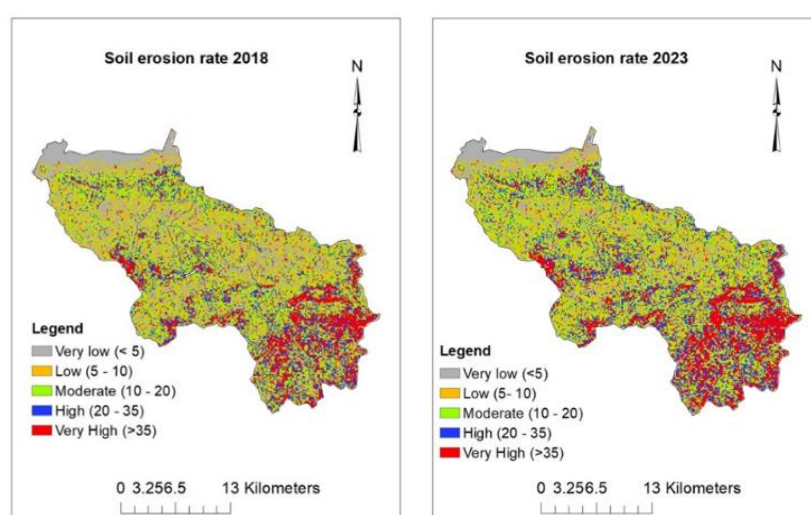 Soil erosion rate 2018
N
Legend
Very low (< 5)
Low (5 - 10)
Moderate (10 - 20)
High (20 - 35)
Very High (>35)
0 3.256.5 13 Kilometers
Soil erosion rate 2023
N
Legend
Very low (<5)
Low (5- 10)
Moderate (10 - 20)
High (20 - 35)
Very High (>35)
0 3.256.5 13 Kilometers